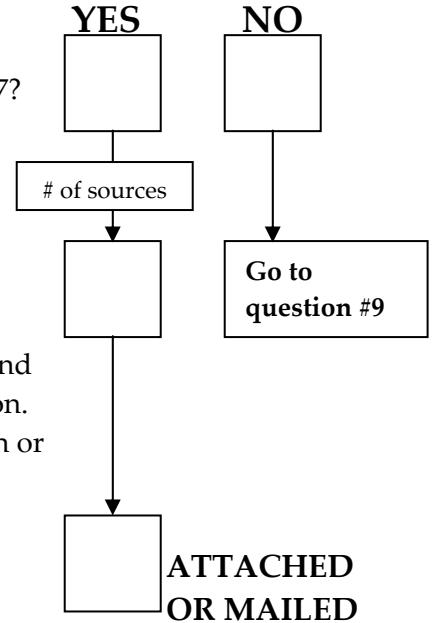 YES NO
7?
# of sources
Go to
question #9
nd
on.
n or
ATTACHED
OR MAILED